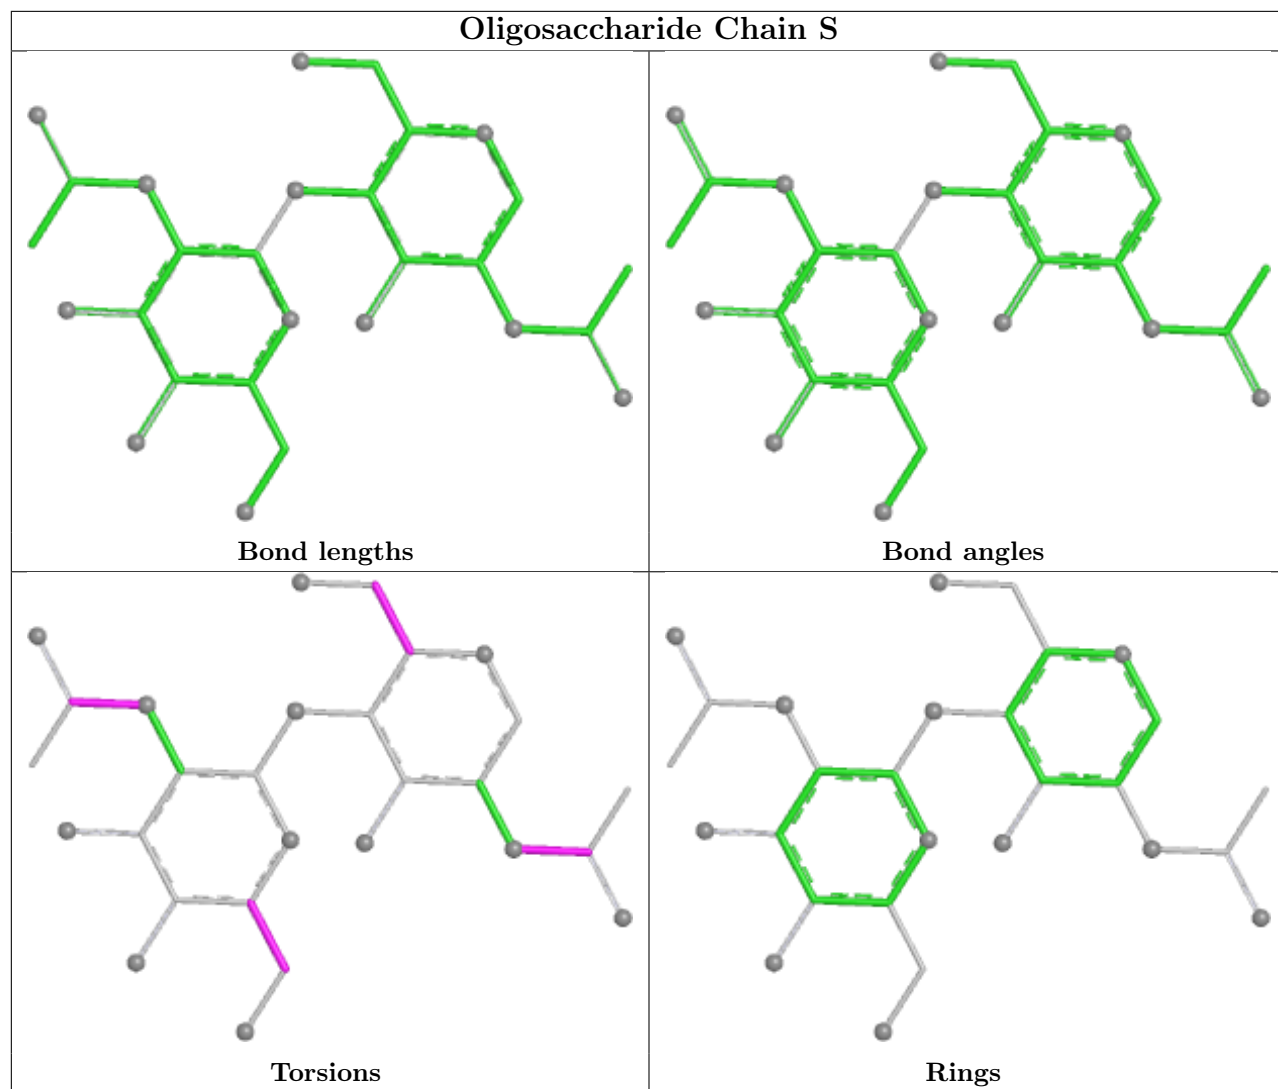 Oligosaccharide Chain S
Bond lengths
Bond angles
Torsions
Rings